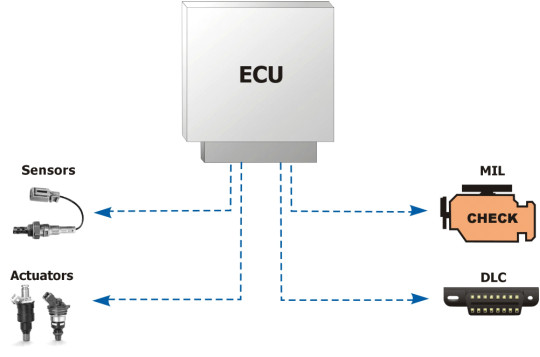 ECU
Sensors
MIL
CHECK
Actuators
DLC